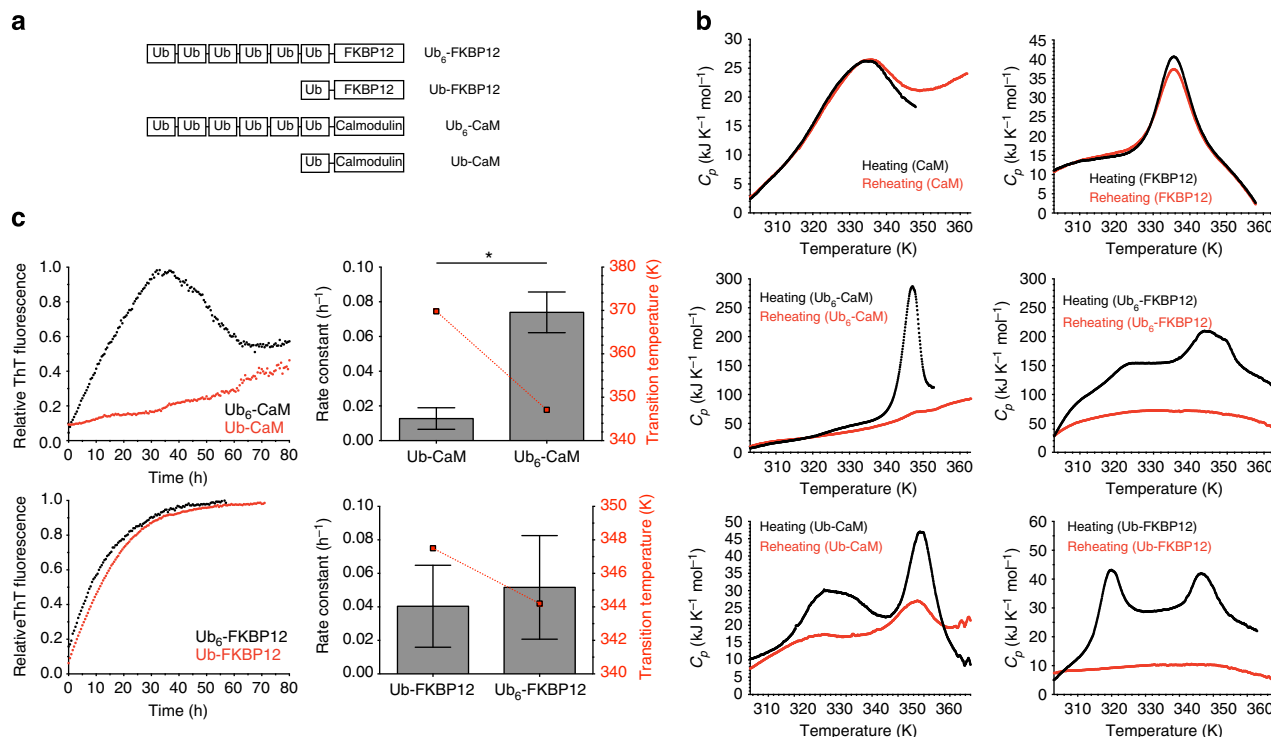 a
Ub Ub Ub Ub Ub Ub FKBP12 Ub₆-FKBP12
Ub FKBP12 Ub-FKBP12
Ub Ub Ub Ub Ub Ub Calmodulin Ub₆-CaM
Ub Calmodulin Ub-CaM
b
30
25
20
15
10
5
0
Cp (kJ K⁻¹ mol⁻¹)
Heating (CaM)
Reheating (CaM)
310 320 330 340 350 360
Temperature (K)
45
40
35
30
25
20
15
10
5
0
Cp (kJ K⁻¹ mol⁻¹)
Heating (FKBP12)
Reheating (FKBP12)
310 320 330 340 350 360
Temperature (K)
300
250
200
150
100
50
0
Cp (kJ K⁻¹ mol⁻¹)
Heating (Ub₆-CaM)
Reheating (Ub₆-CaM)
310 320 330 340 350 360
Temperature (K)
300
250
200
150
100
50
0
Cp (kJ K⁻¹ mol⁻¹)
Heating (Ub₆-FKBP12)
Reheating (Ub₆-FKBP12)
310 320 330 340 350 360
Temperature (K)
50
45
40
35
30
25
20
15
10
5
0
Cp (kJ K⁻¹ mol⁻¹)
Heating (Ub-CaM)
Reheating (Ub-CaM)
310 320 330 340 350 360
Temperature (K)
60
50
40
30
20
10
0
Cp (kJ K⁻¹ mol⁻¹)
Heating (Ub-FKBP12)
Reheating (Ub-FKBP12)
310 320 330 340 350 360
Temperature (K)
c
1.0
0.8
0.6
0.4
0.2
0.0
Relative ThT fluorescence
Ub₆-CaM
Ub-CaM
0 10 20 30 40 50 60 70 80
Time (h)
0.10
0.08
0.06
0.04
0.02
0.00
Rate constant (h⁻¹)
*
380
370
360
350
340
Transition temperature (K)
Ub-CaM Ub₆-CaM
1.0
0.8
0.6
0.4
0.2
0.0
RelativeThT fluorescence
Ub₆-FKBP12
Ub-FKBP12
0 10 20 30 40 50 60 70 80
Time (h)
0.10
0.08
0.06
0.04
0.02
0.00
Rate constant (h⁻¹)
350
348
346
344
342
340
Transition temperature (K)
Ub-FKBP12 Ub₆-FKBP12